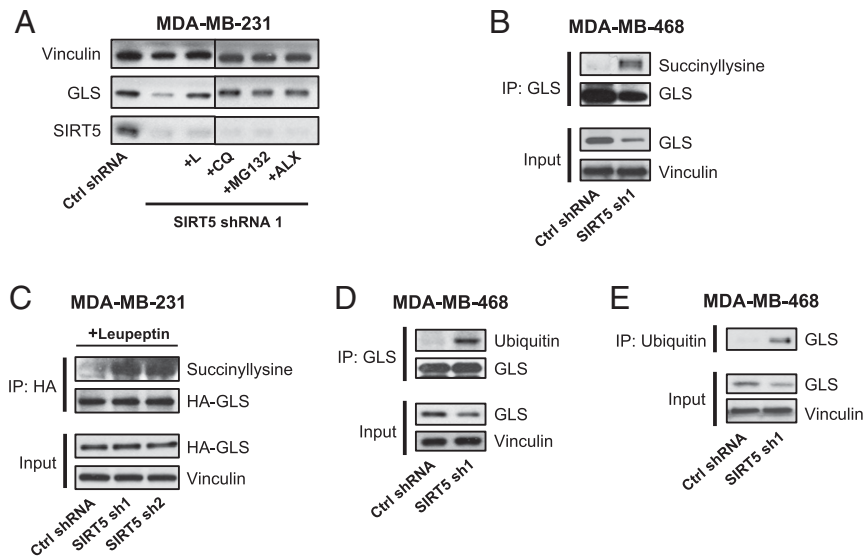 A
MDA-MB-231
Vinculin
GLS
SIRT5
Ctrl shRNA
+L
+CQ
+MG132
+ALX
SIRT5 shRNA 1
B
MDA-MB-468
IP: GLS
Succinyllysine
GLS
Input
GLS
Vinculin
Ctrl shRNA
SIRT5 sh1
C
MDA-MB-231
+Leupeptin
IP: HA
Succinyllysine
HA-GLS
Input
HA-GLS
Vinculin
Ctrl shRNA
SIRT5 sh1
SIRT5 sh2
D
MDA-MB-468
IP: GLS
Ubiquitin
GLS
Input
GLS
Vinculin
Ctrl shRNA
SIRT5 sh1
E
MDA-MB-468
IP: Ubiquitin
GLS
Input
GLS
Vinculin
Ctrl shRNA
SIRT5 sh1